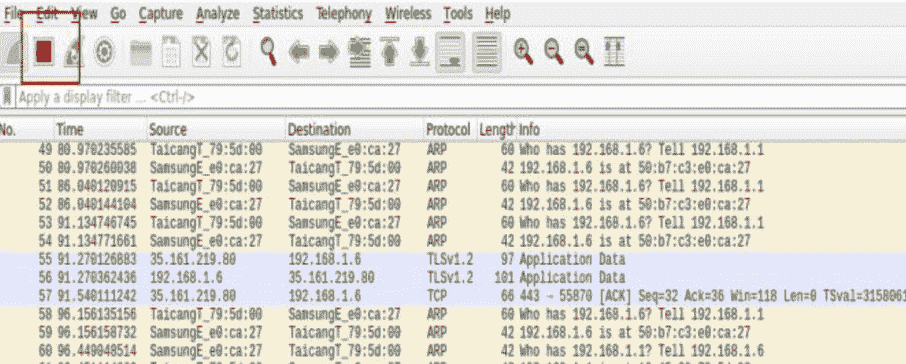 File Edit View Go Capture Analyze Statistics Telephony Wireless Tools Help
Apply a display filter ... <Ctrl-/>
No. Time Source Destination Protocol Length Info
49 80.970235585 TaicangT_79:5d:00 SamsungE_e0:ca:27 ARP 60 Who has 192.168.1.6? Tell 192.168.1.1
50 80.970260038 SamsungE_e0:ca:27 TaicangT_79:5d:00 ARP 42 192.168.1.6 is at 50:b7:c3:e0:ca:27
51 86.040120915 TaicangT_79:5d:00 SamsungE_e0:ca:27 ARP 60 Who has 192.168.1.6? Tell 192.168.1.1
52 86.040144104 SamsungE_e0:ca:27 TaicangT_79:5d:00 ARP 42 192.168.1.6 is at 50:b7:c3:e0:ca:27
53 91.134746745 TaicangT_79:5d:00 SamsungE_e0:ca:27 ARP 60 Who has 192.168.1.6? Tell 192.168.1.1
54 91.134771661 SamsungE_e0:ca:27 TaicangT_79:5d:00 ARP 42 192.168.1.6 is at 50:b7:c3:e0:ca:27
55 91.270126883 35.161.219.80 192.168.1.6 TLSv1.2 97 Application Data
56 91.270362436 192.168.1.6 35.161.219.80 TLSv1.2 101 Application Data
57 91.540111242 35.161.219.80 192.168.1.6 TCP 66 443 → 55870 [ACK] Seq=32 Ack=36 Win=118 Len=0 TSval=3158061
58 96.156135156 TaicangT_79:5d:00 SamsungE_e0:ca:27 ARP 60 Who has 192.168.1.6? Tell 192.168.1.1
59 96.156158732 SamsungE_e0:ca:27 TaicangT_79:5d:00 ARP 42 192.168.1.6 is at 50:b7:c3:e0:ca:27
60 96.449048514 SamsungE_e0:ca:27 TaicangT_79:5d:00 ARP 42 Who has 192.168.1.1? Tell 192.168.1.6